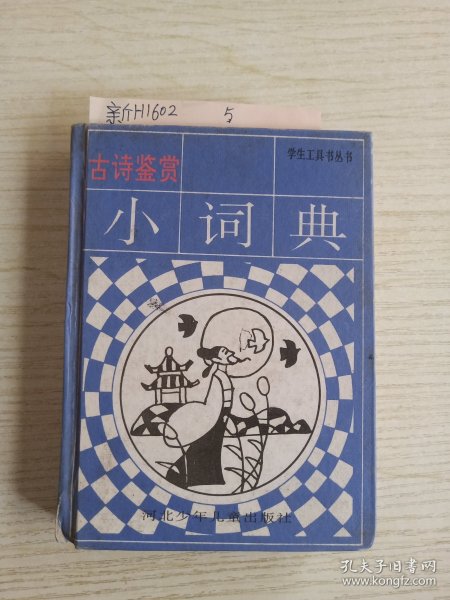 新H1602 5
学生工具书丛书
古诗鉴赏
小词典
河北少年儿童出版社
孔夫子旧书网
www.kongfz.com